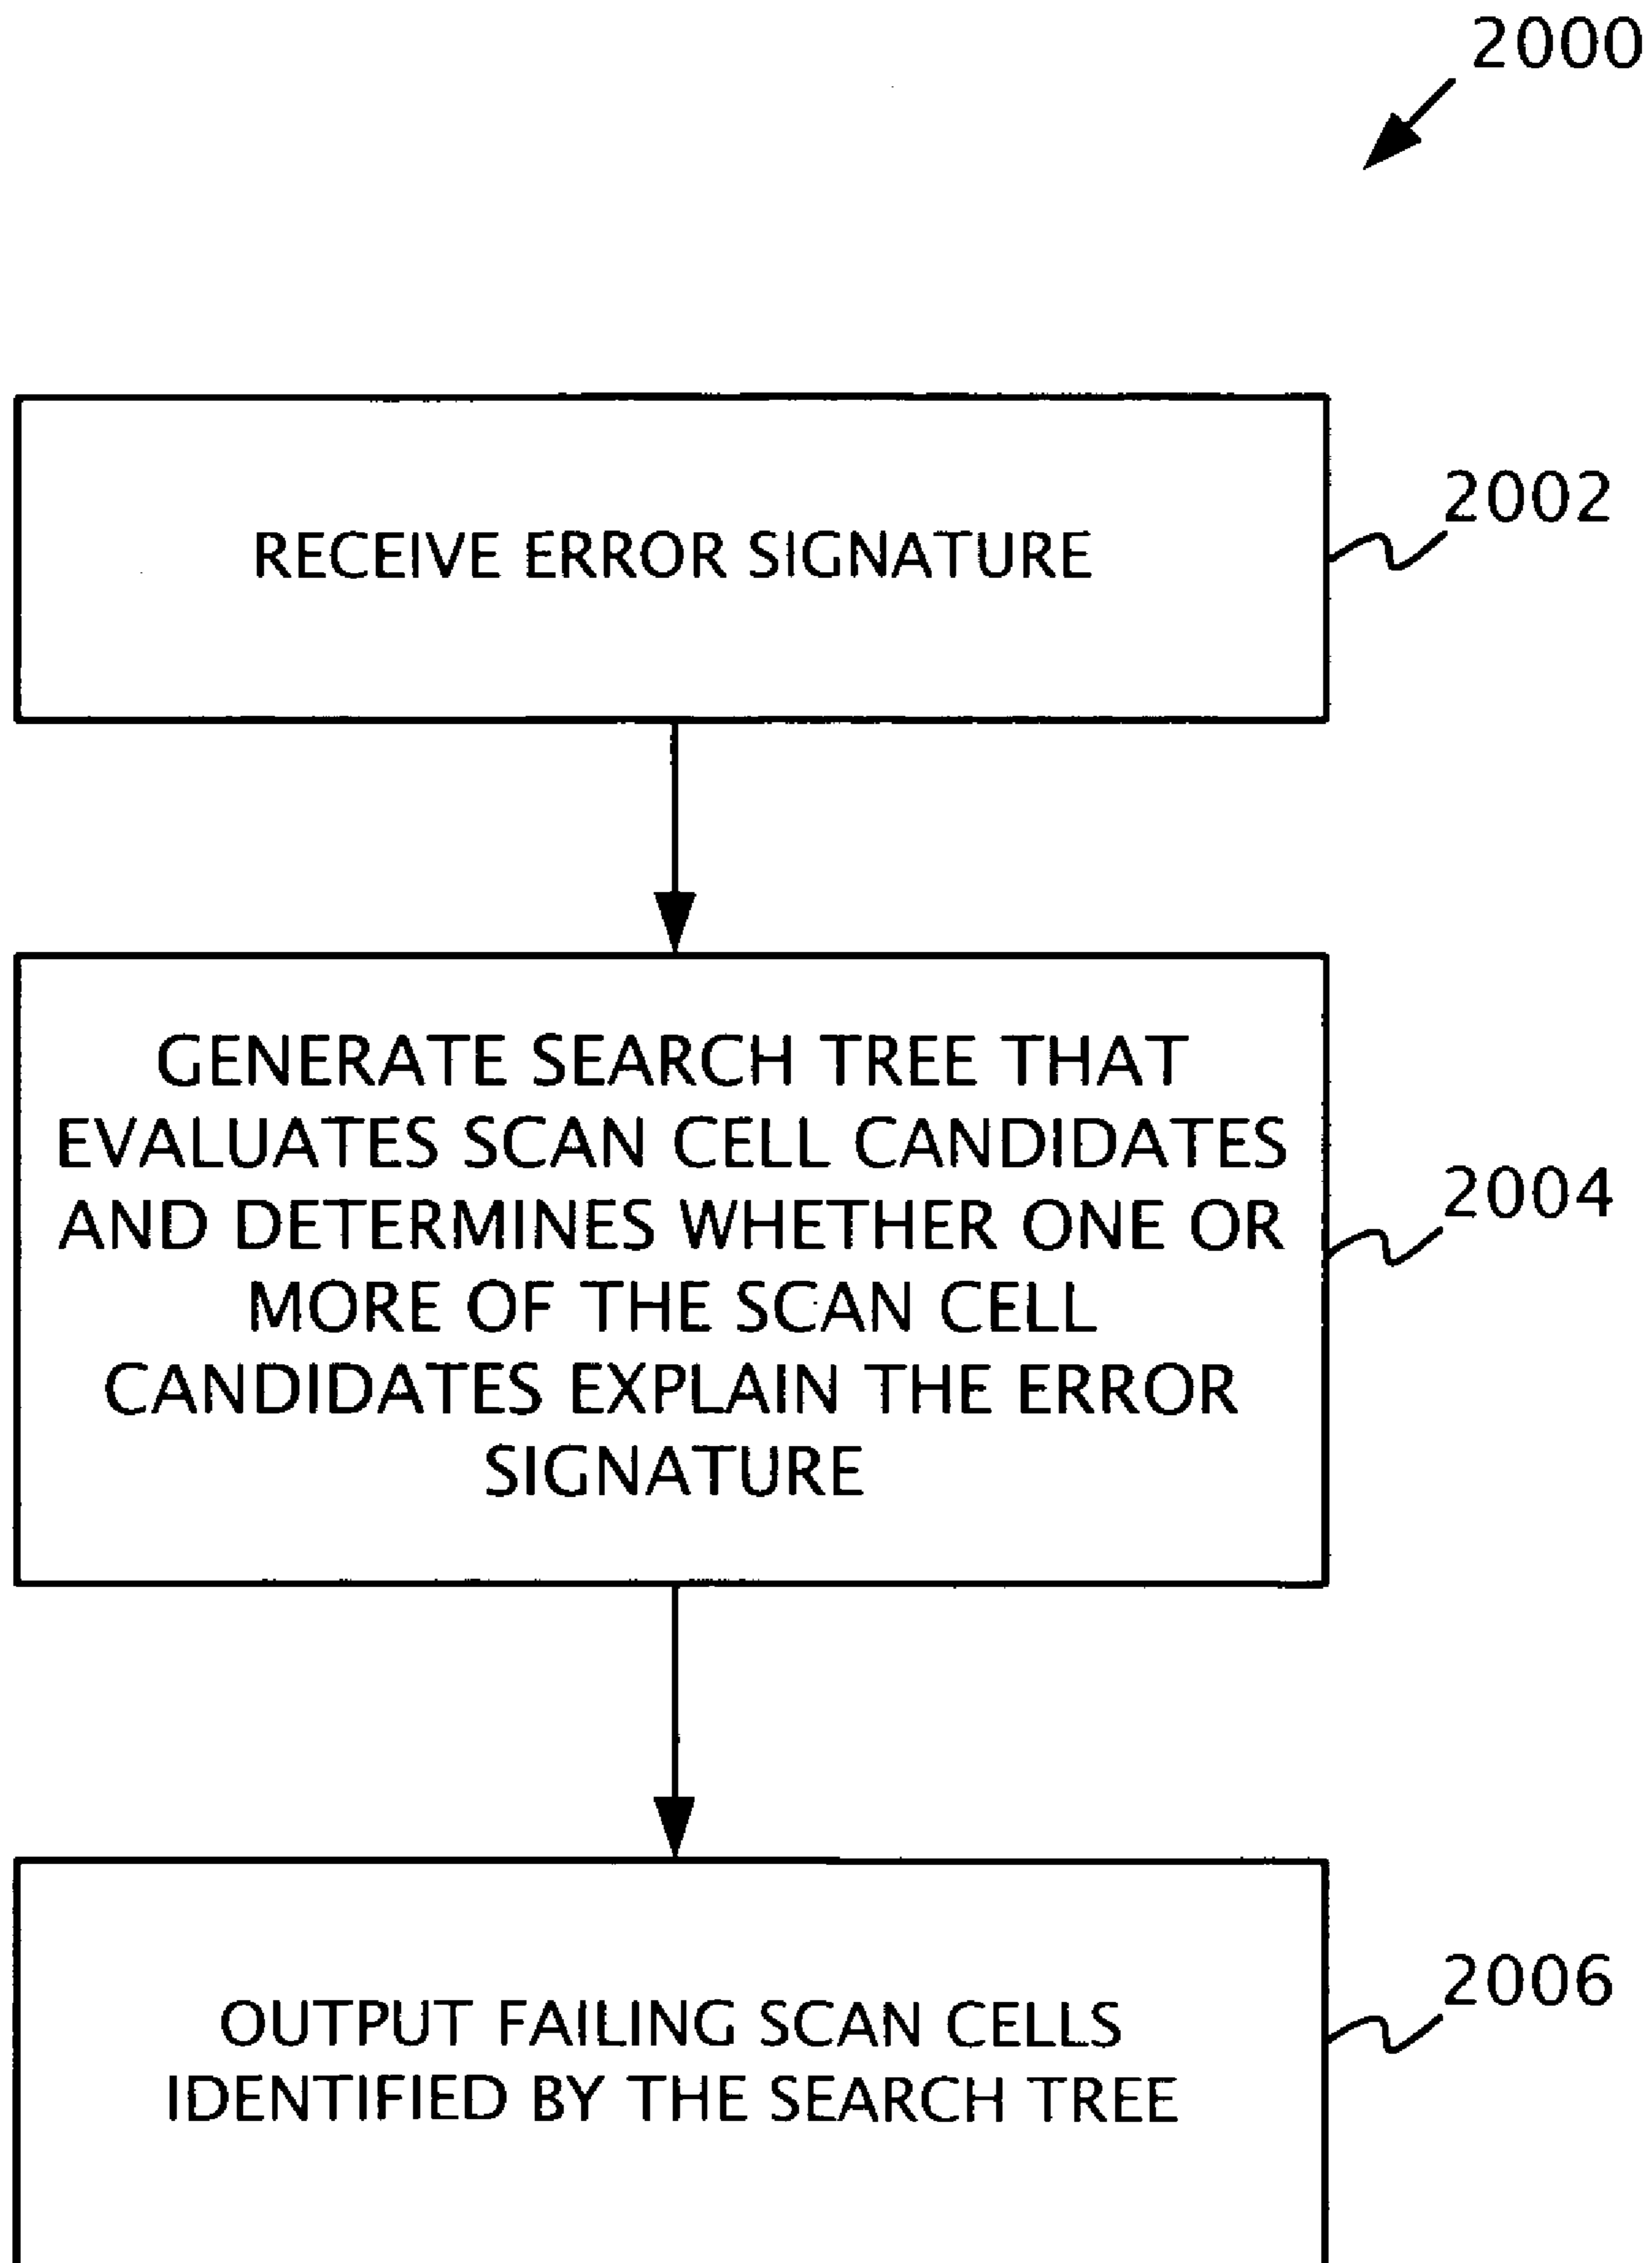 2000
RECEIVE ERROR SIGNATURE
2002
GENERATE SEARCH TREE THAT
EVALUATES SCAN CELL CANDIDATES
AND DETERMINES WHETHER ONE OR
MORE OF THE SCAN CELL
CANDIDATES EXPLAIN THE ERROR
SIGNATURE
2004
OUTPUT FAILING SCAN CELLS
IDENTIFIED BY THE SEARCH TREE
2006